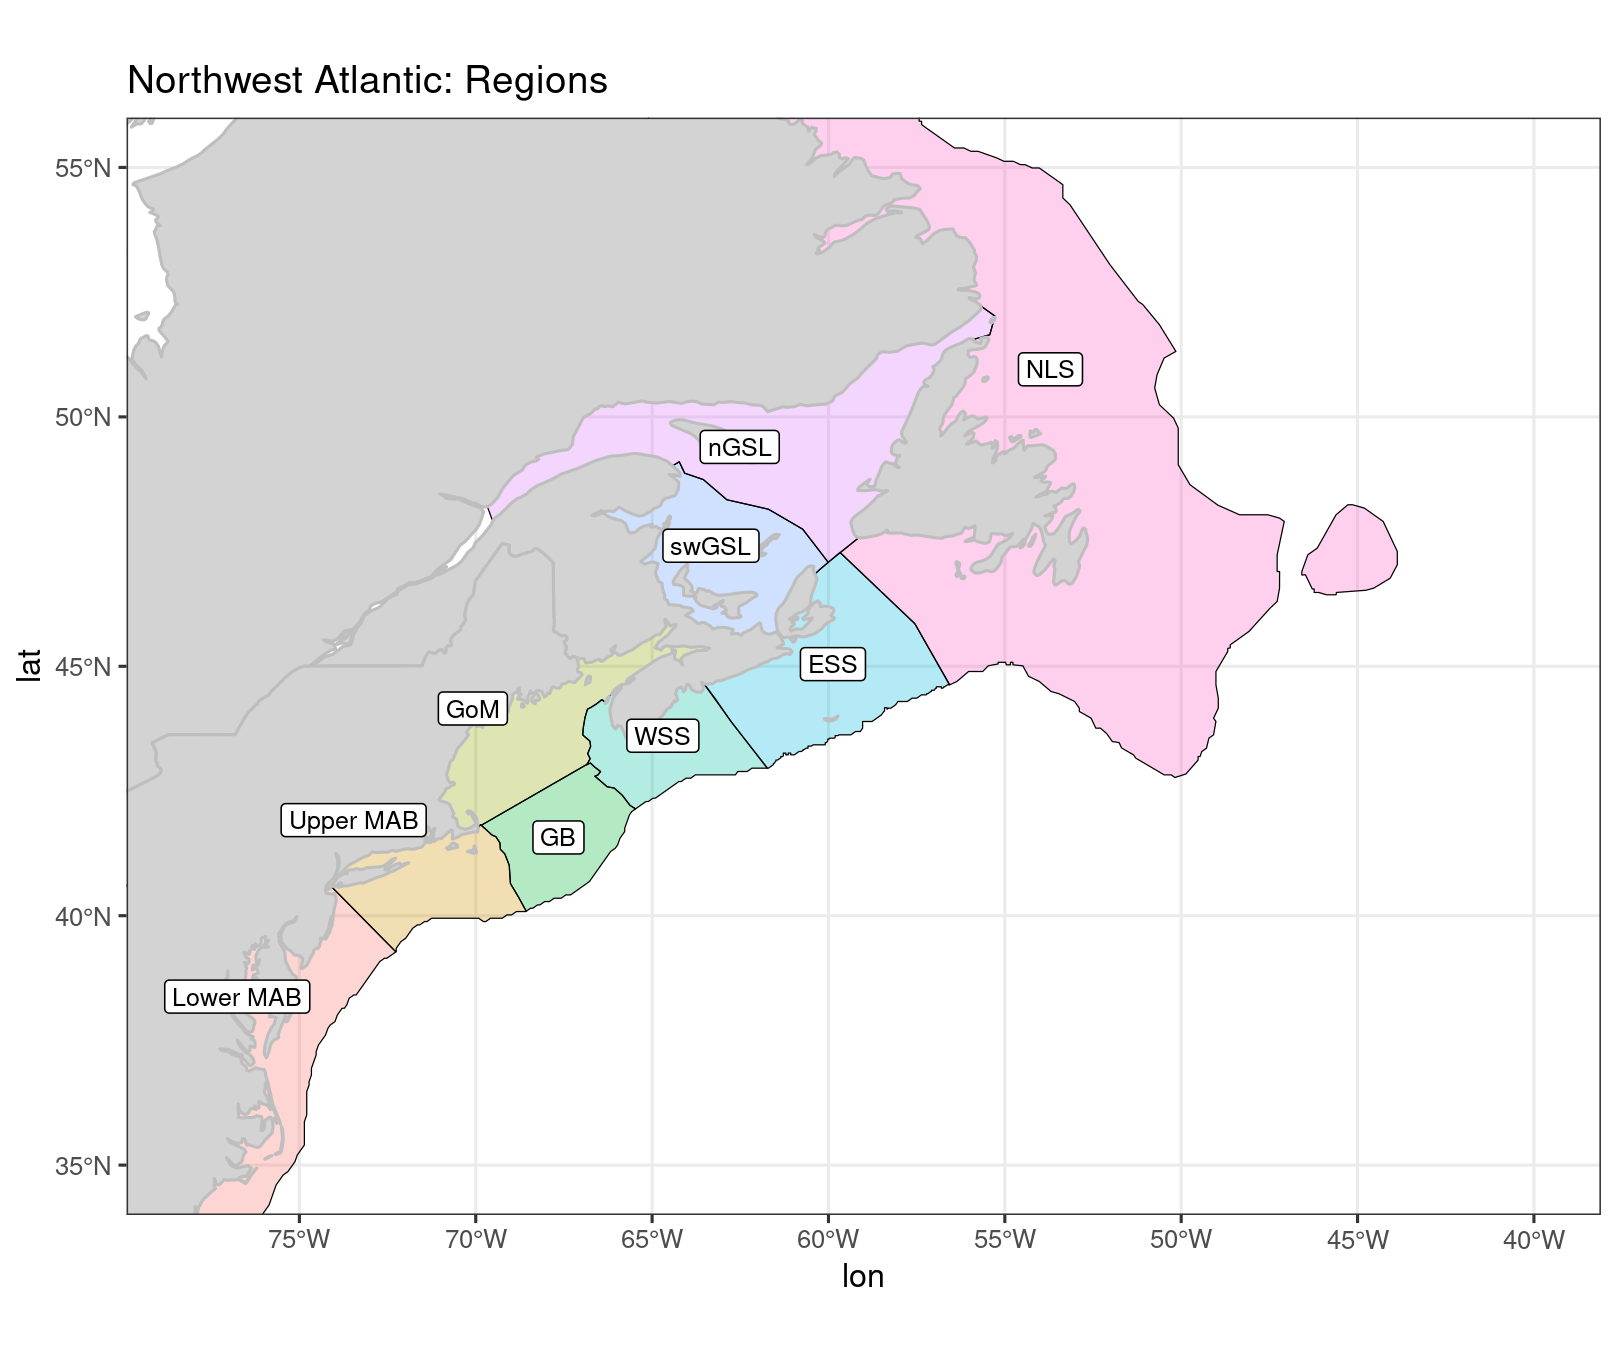 Northwest Atlantic: Regions
55°N
50°N
45°N
40°N
35°N
lat
NLS
nGSL
swGSL
ESS
GoM
WSS
Upper MAB
GB
Lower MAB
75°W
70°W
65°W
60°W
55°W
50°W
45°W
40°W
lon